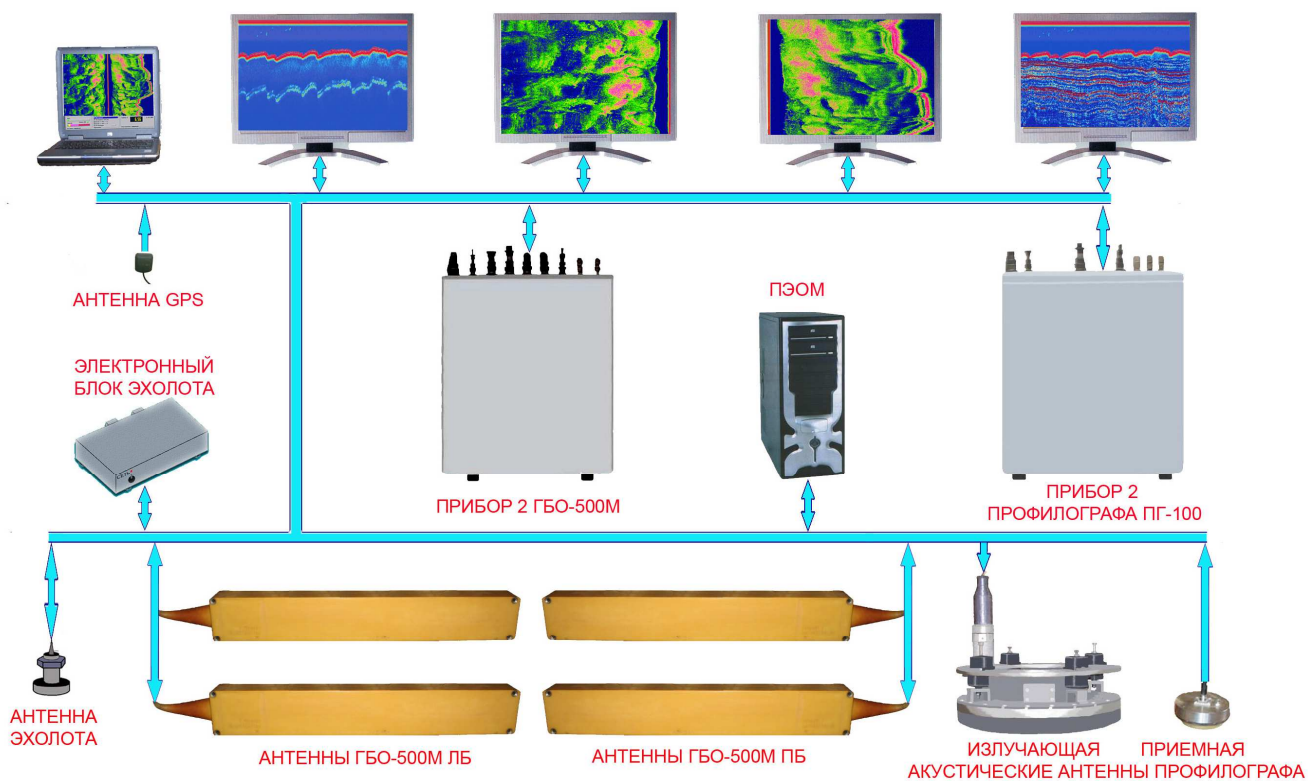 АНТЕННА GPS
ПЭОМ
ЭЛЕКТРОННЫЙ
БЛОК ЭХОЛОТА
ПРИБОР 2 ГБО-500М
ПРИБОР 2
ПРОФИЛОГРАФА ПГ-100
АНТЕННА
ЭХОЛОТА
АНТЕННЫ ГБО-500М ЛБ
АНТЕННЫ ГБО-500М ПБ
ИЗЛУЧАЮЩАЯ
ПРИЕМНАЯ
АКУСТИЧЕСКИЕ АНТЕННЫ ПРОФИЛОГРАФА